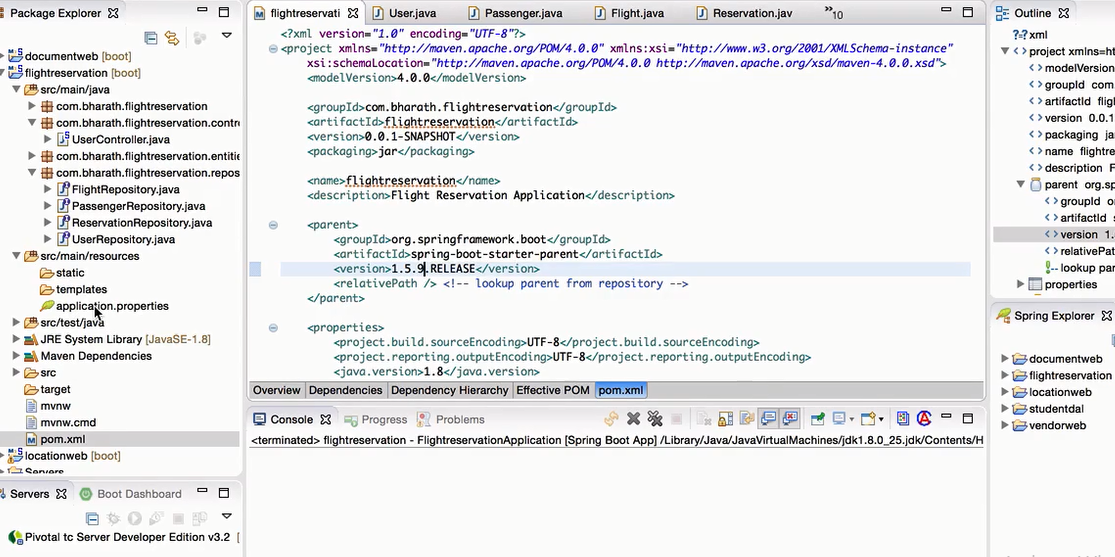 Package Explorer
documentweb [boot]
flightreservation [boot]
src/main/java
com.bharath.flightreservation
com.bharath.flightreservation.contr
UserController.java
com.bharath.flightreservation.entitie
com.bharath.flightreservation.repos
FlightRepository.java
PassengerRepository.java
ReservationRepository.java
UserRepository.java
src/main/resources
static
templates
application.properties
src/test/java
JRE System Library [JavaSE-1.8]
Maven Dependencies
src
target
mvnw
mvnw.cmd
pom.xml
locationweb [boot]
Servers
Servers
Boot Dashboard
Pivotal tc Server Developer Edition v3.2
flightreservati
User.java
Passenger.java
Flight.java
Reservation.java
»10
<?xml version="1.0" encoding="UTF-8"?>
<project xmlns="http://maven.apache.org/POM/4.0.0" xmlns:xsi="http://www.w3.org/2001/XMLSchema-instance"
xsi:schemaLocation="http://maven.apache.org/POM/4.0.0 http://maven.apache.org/xsd/maven-4.0.0.xsd">
<modelVersion>4.0.0</modelVersion>
<groupId>com.bharath.flightreservation</groupId>
<artifactId>flightreservation</artifactId>
<version>0.0.1-SNAPSHOT</version>
<packaging>jar</packaging>
<name>flightreservation</name>
<description>Flight Reservation Application</description>
<parent>
<groupId>org.springframework.boot</groupId>
<artifactId>spring-boot-starter-parent</artifactId>
<version>1.5.9.RELEASE</version>
<relativePath /> <!-- lookup parent from repository -->
</parent>
<properties>
<project.build.sourceEncoding>UTF-8</project.build.sourceEncoding>
<project.reporting.outputEncoding>UTF-8</project.reporting.outputEncoding>
<java.version>1.8</java.version>
Overview
Dependencies
Dependency Hierarchy
Effective POM
pom.xml
Console
Progress
Problems
<terminated> flightreservation - FlightreservationApplication [Spring Boot App] /Library/Java/JavaVirtualMachines/jdk1.8.0_25.jdk/Contents/H
Outline
xml
project xmlns=ht
modelVersion
groupId com.b
artifactId flight
version 0.0.
packaging ja
name flightre
description F
parent org.sp
groupId o
artifactId s
version 1.
relativePa
lookup pa
properties
Spring Explorer
documentweb
flightreservation
locationweb
studentdal
vendorweb